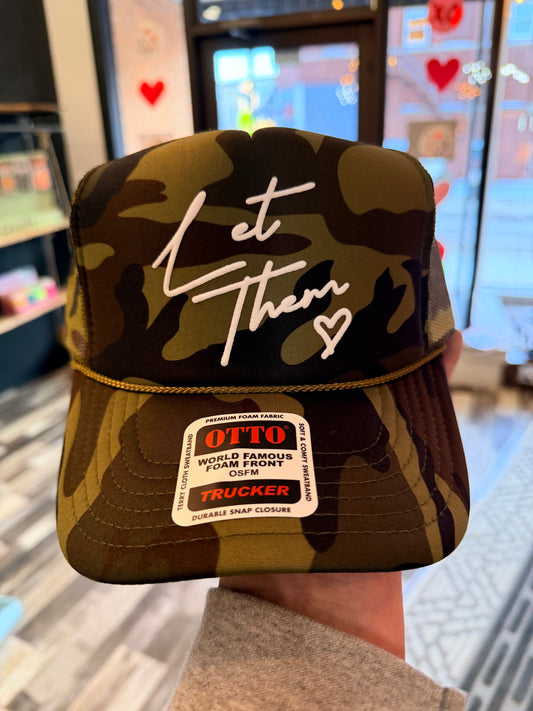 Let
Them
PREMIUM FOAM FABRIC
OTTO®
WORLD FAMOUS
FOAM FRONT
OSFM
TRUCKER
DURABLE SNAP CLOSURE
TERRY CLOTH SWEATBAND
SOFT & COMFY SWEATBAND
XO